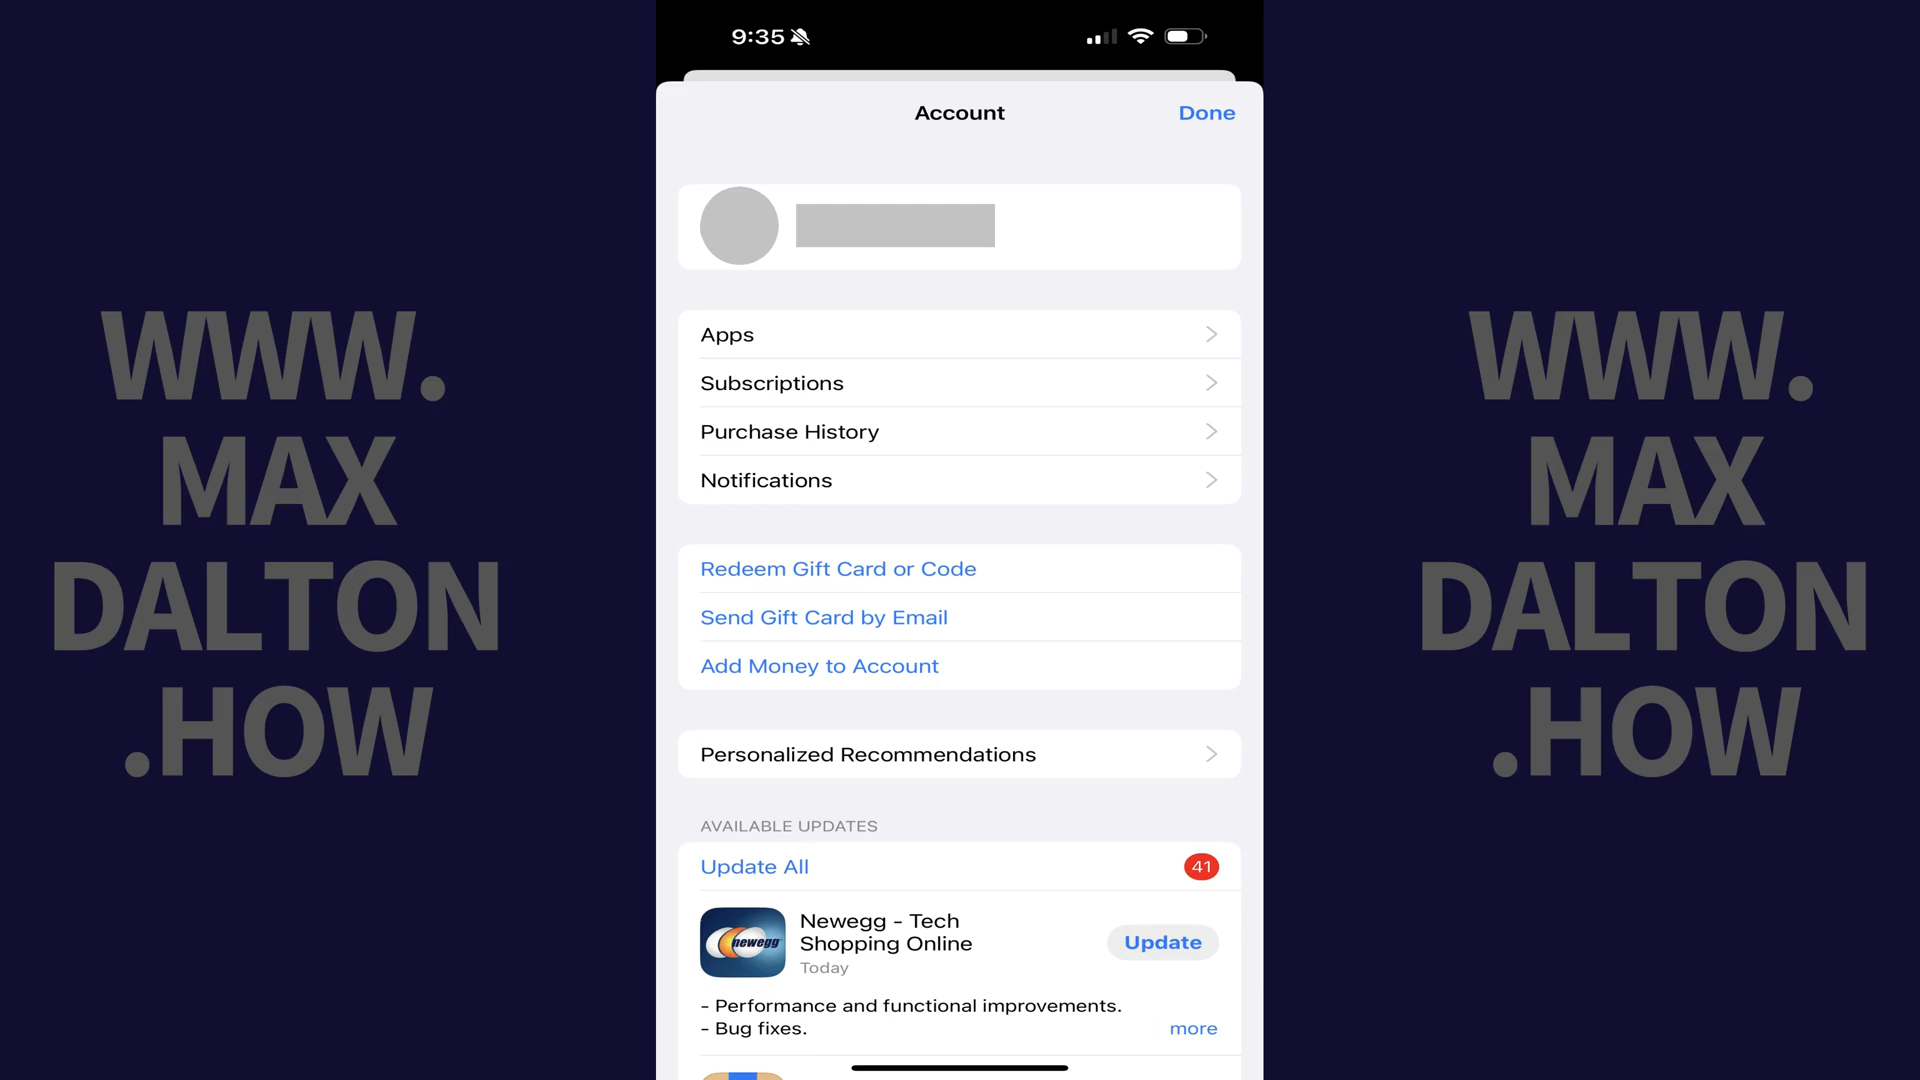 WWW.
MAX
DALTON
.HOW
9:35
Account
Done
Apps
Subscriptions
Purchase History
Notifications
Redeem Gift Card or Code
Send Gift Card by Email
Add Money to Account
Personalized Recommendations
AVAILABLE UPDATES
Update All
41
newegg
Newegg - Tech
Shopping Online
Today
Update
- Performance and functional improvements.
- Bug fixes.
more
WWW.
MAX
DALTON
.HOW